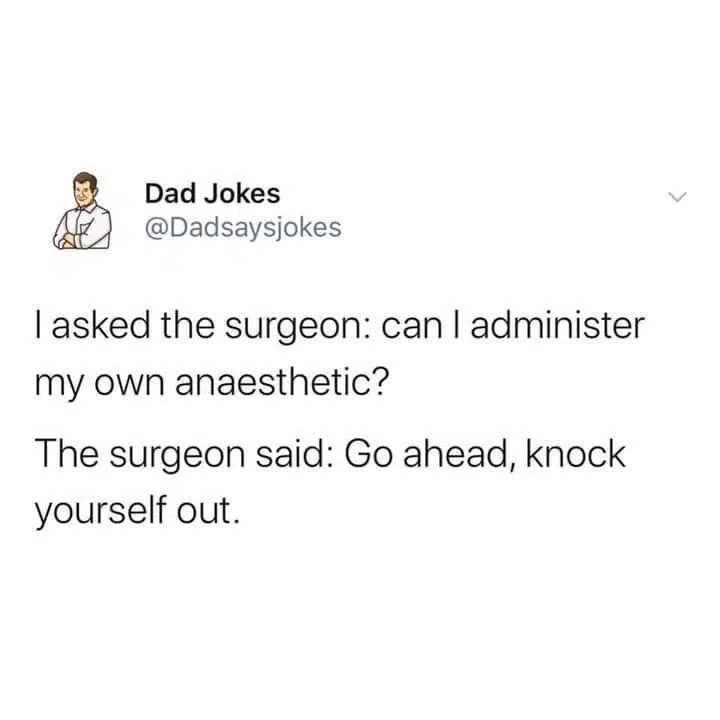 Dad Jokes
@Dadsaysjokes
I asked the surgeon: can I administer
my own anaesthetic?
The surgeon said: Go ahead, knock
yourself out.